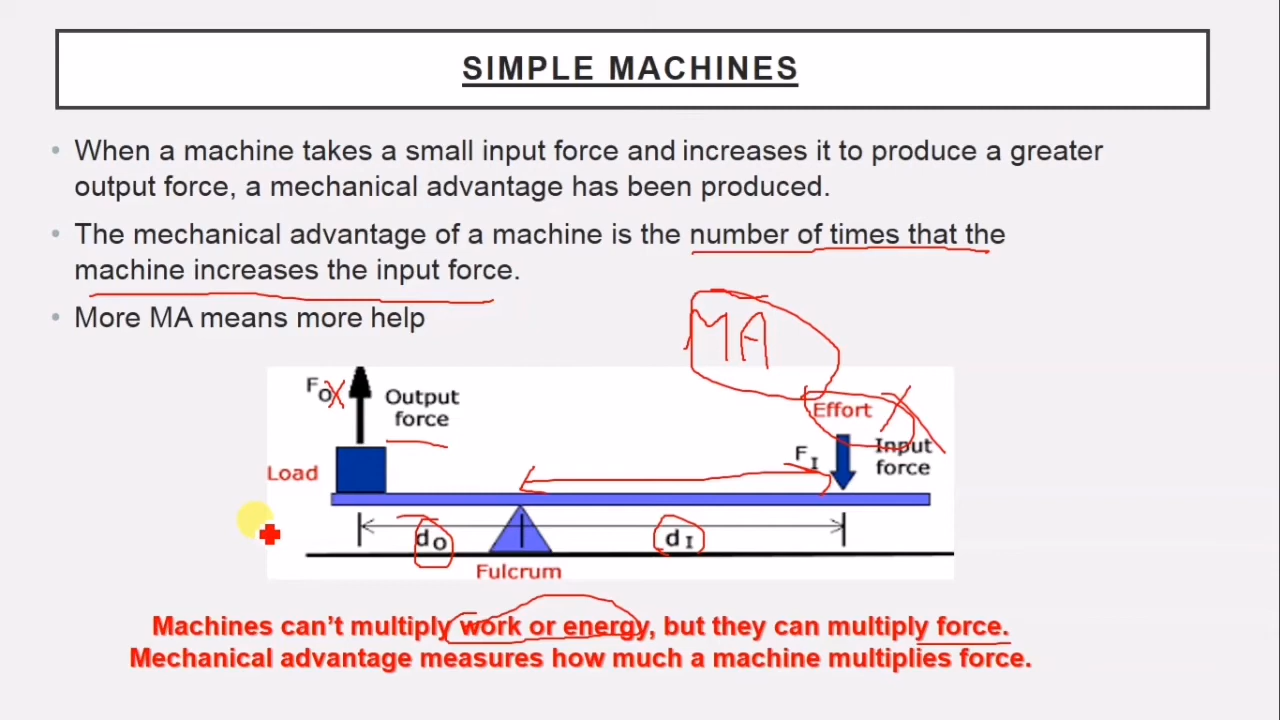 SIMPLE MACHINES
• When a machine takes a small input force and increases it to produce a greater
output force, a mechanical advantage has been produced.
• The mechanical advantage of a machine is the number of times that the
machine increases the input force.
• More MA means more help
MA
FO
Output
force
Effort
Input
force
FI
Load
dO
dI
Fulcrum
Machines can't multiply work or energy, but they can multiply force.
Mechanical advantage measures how much a machine multiplies force.